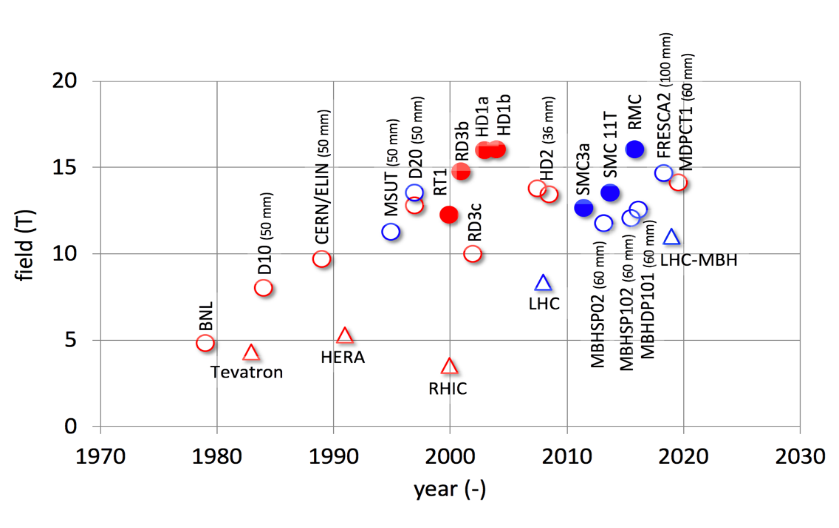 20
15
10
5
0
field (T)
1970
1980
1990
2000
2010
2020
2030
year (-)
BNL
D10 (50 mm)
Tevatron
CERN/ELIN (50 mm)
HERA
MSUT (50 mm)
D20 (50 mm)
RT1
RD3b
HD1a
HD1b
RD3c
RHIC
HD2 (36 mm)
LHC
SMC3a
SMC 11T
RMC
FRESCA2 (100 mm)
MDPCT1 (60 mm)
MBHSP02 (60 mm)
MBHSP102 (60 mm)
MBHDP101 (60 mm)
LHC-MBH